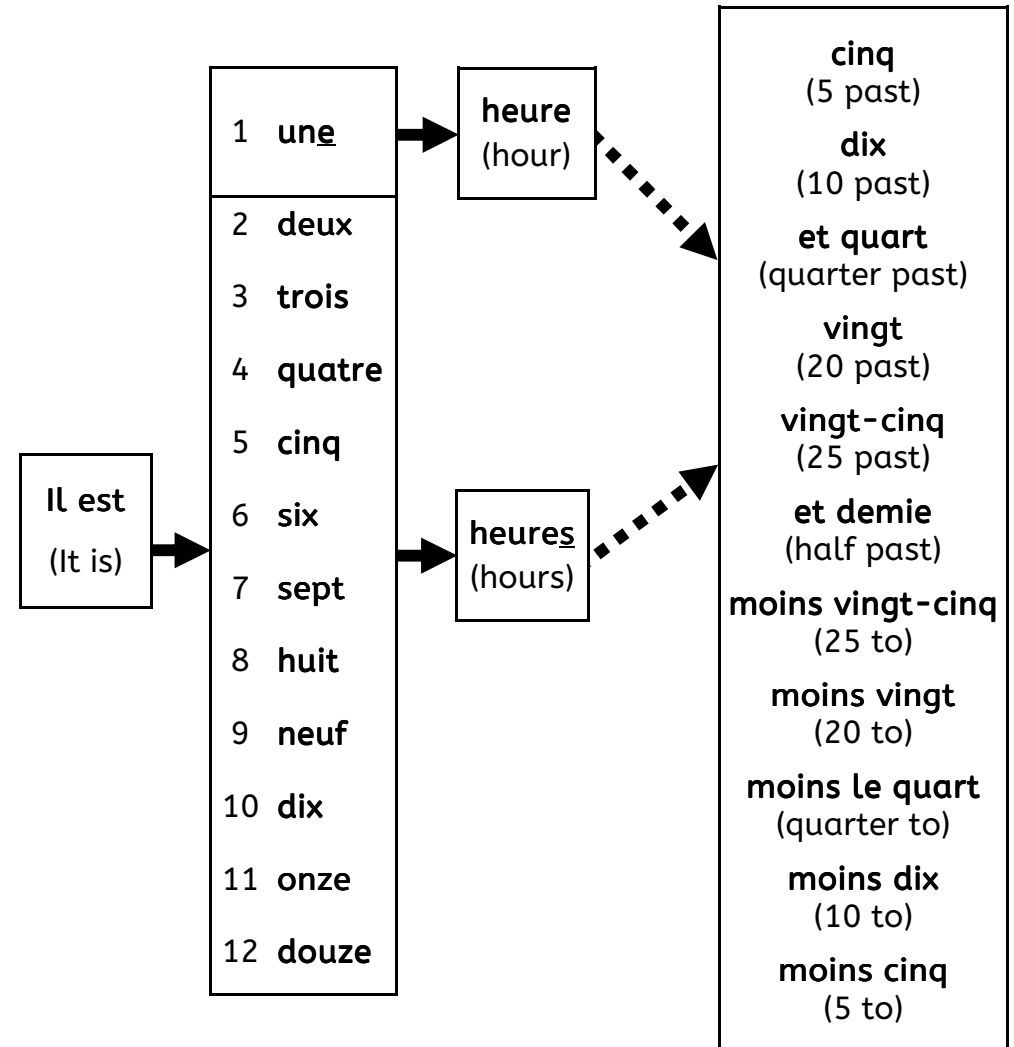 Il est
(It is)
1 une
2 deux
3 trois
4 quatre
5 cinq
6 six
7 sept
8 huit
9 neuf
10 dix
11 onze
12 douze
heure
(hour)
heures
(hours)
cinq
(5 past)
dix
(10 past)
et quart
(quarter past)
vingt
(20 past)
vingt-cinq
(25 past)
et demie
(half past)
moins vingt-cinq
(25 to)
moins vingt
(20 to)
moins le quart
(quarter to)
moins dix
(10 to)
moins cinq
(5 to)